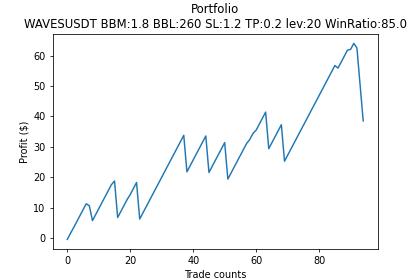 Portfolio
WAVESUSDT BBM:1.8 BBL:260 SL:1.2 TP:0.2 lev:20 WinRatio:85.0
60
50
40
30
20
10
0
Profit ($)
0 20 40 60 80
Trade counts